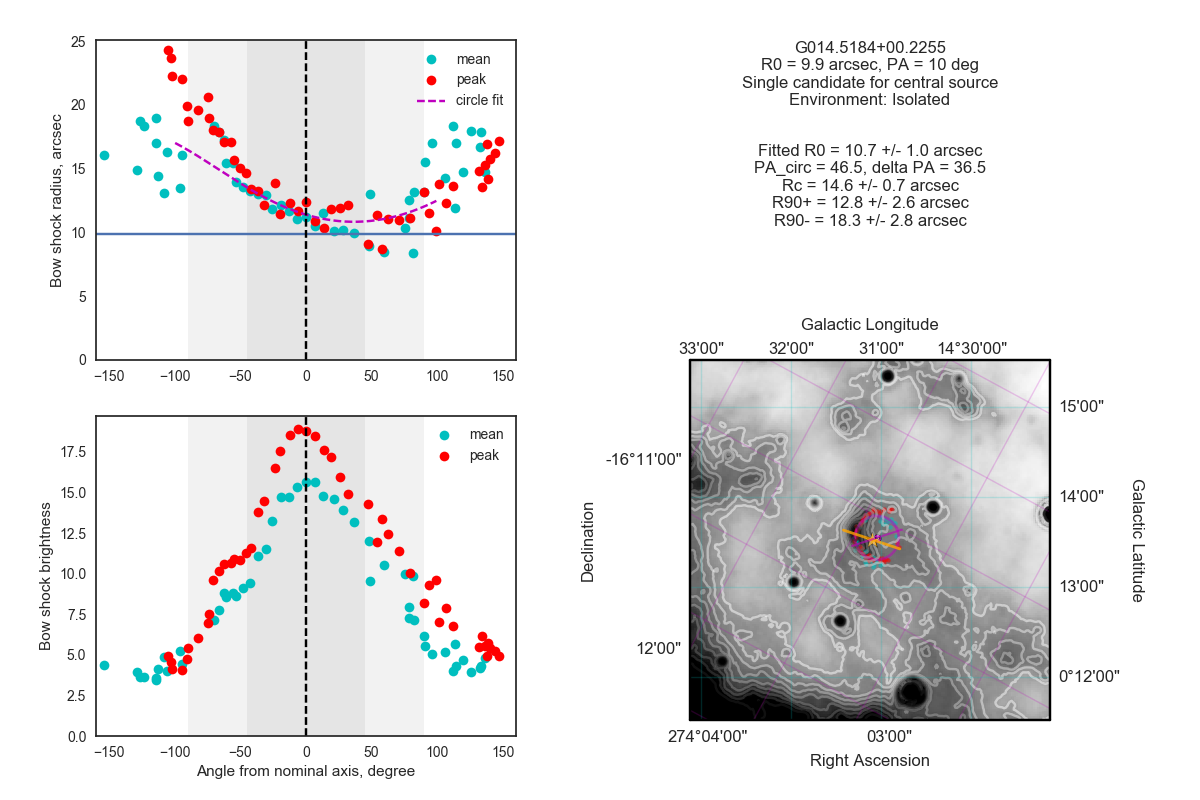 25
20
15
10
5
0
−150
−100
−50
0
50
100
150
Bow shock radius, arcsec
mean
peak
circle fit
17.5
15.0
12.5
10.0
7.5
5.0
2.5
0.0
−150
−100
−50
0
50
100
150
Bow shock brightness
Angle from nominal axis, degree
mean
peak
G014.5184+00.2255
R0 = 9.9 arcsec, PA = 10 deg
Single candidate for central source
Environment: Isolated
Fitted R0 = 10.7 +/- 1.0 arcsec
PA_circ = 46.5, delta PA = 36.5
Rc = 14.6 +/- 0.7 arcsec
R90+ = 12.8 +/- 2.6 arcsec
R90- = 18.3 +/- 2.8 arcsec
Galactic Longitude
33'00" 32'00" 31'00" 14°30'00"
15'00"
-16°11'00"
14'00"
Declination
Galactic Latitude
13'00"
12'00"
0°12'00"
274°04'00" 03'00"
Right Ascension